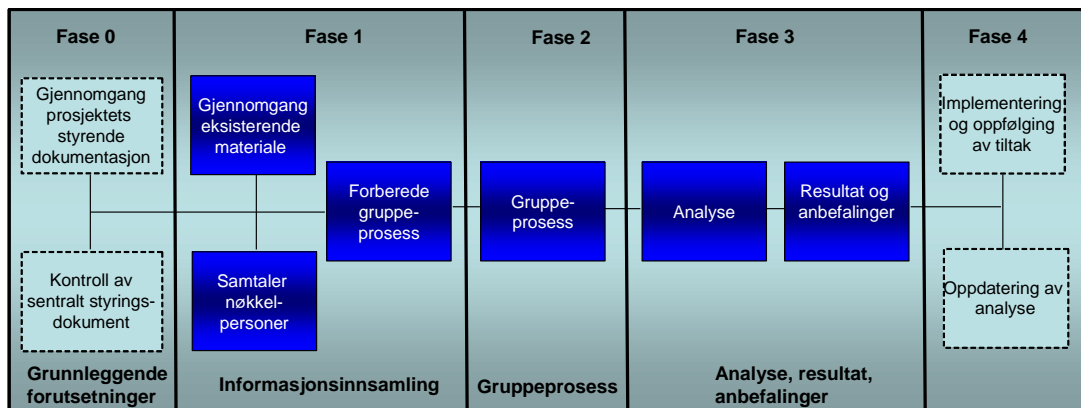 Fase 0
Fase 1
Fase 2
Fase 3
Fase 4
Gjennomgang
prosjektets
styrende
dokumentasjon
Kontroll av
sentralt styrings-
dokument
Grunnleggende
forutsetninger
Gjennomgang
eksisterende
materiale
Forberede
gruppe-
prosess
Samtaler
nøkkel-
personer
Informasjonsinnsamling
Gruppe-
prosess
Gruppeprosess
Analyse
Resultat og
anbefalinger
Analyse, resultat,
anbefalinger
Implementering
og oppfølging
av tiltak
Oppdatering av
analyse